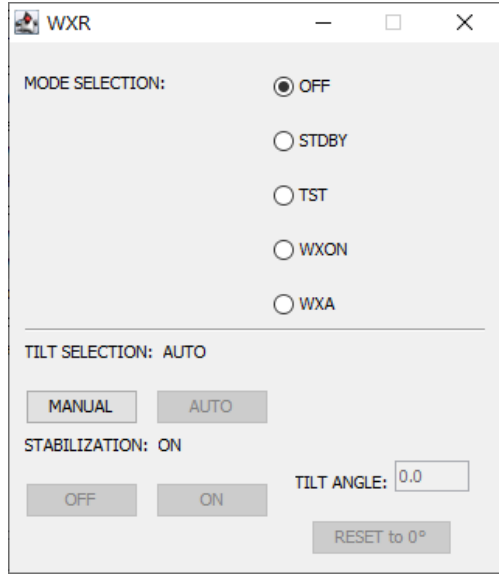 WXR
MODE SELECTION: OFF
STDBY
TST
WXON
WXA
TILT SELECTION: AUTO
MANUAL AUTO
STABILIZATION: ON
TILT ANGLE: 0.0
OFF ON
RESET to 0°